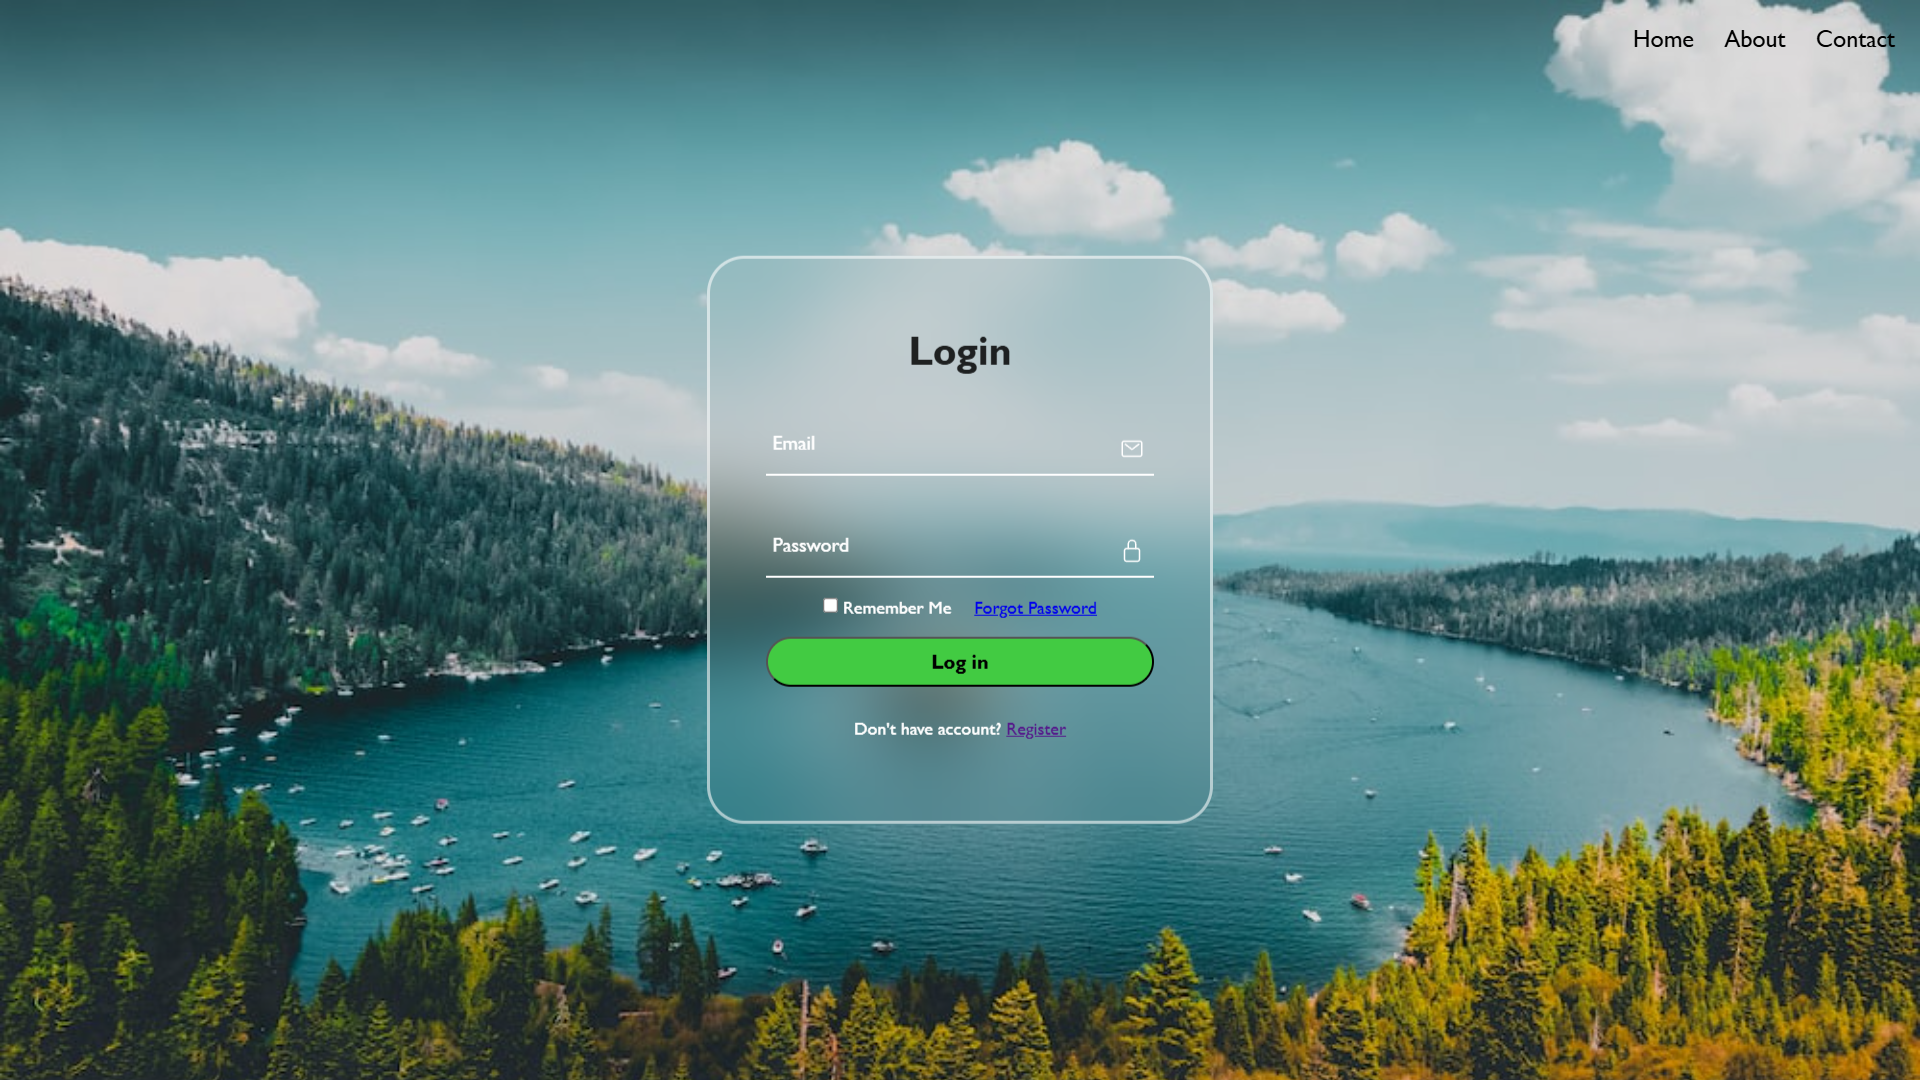 Home About Contact
Login
Email
Password
Remember Me Forgot Password
Log in
Don't have account? Register